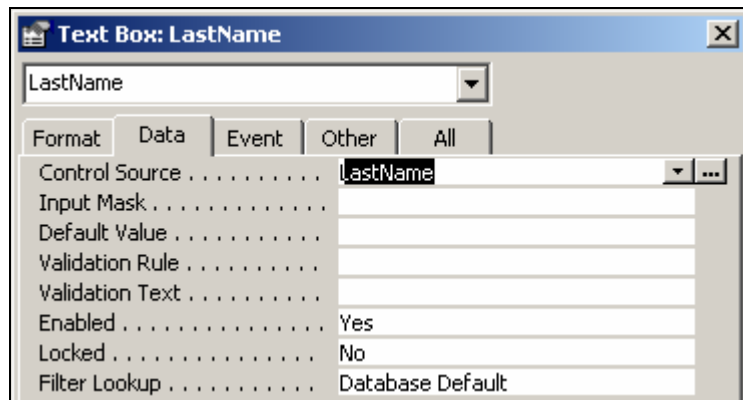 Text Box: LastName
LastName
Format Data Event Other All
Control Source . . . . . . . . . . LastName
Input Mask . . . . . . . . . . . . .
Default Value . . . . . . . . . . .
Validation Rule . . . . . . . . . .
Validation Text . . . . . . . . . .
Enabled . . . . . . . . . . . . . . . Yes
Locked . . . . . . . . . . . . . . . No
Filter Lookup . . . . . . . . . . . Database Default